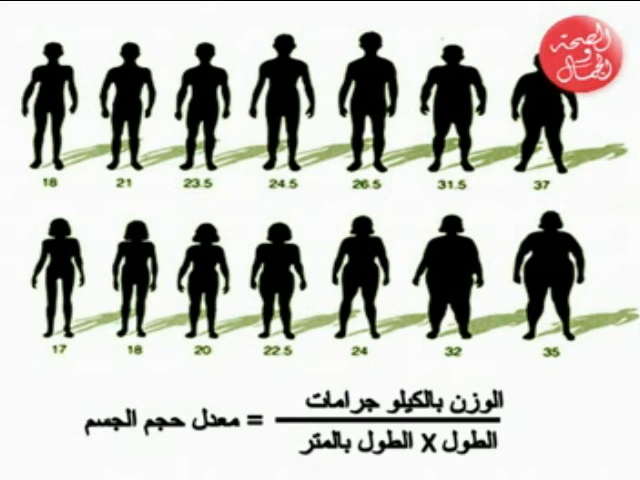 الصحة
و
الجمال
18 21 23.5 24.5 26.5 31.5 37
17 18 20 22.5 24 32 35
الوزن بالكيلو جرامات
معدل حجم الجسم =
الطول X الطول بالمتر